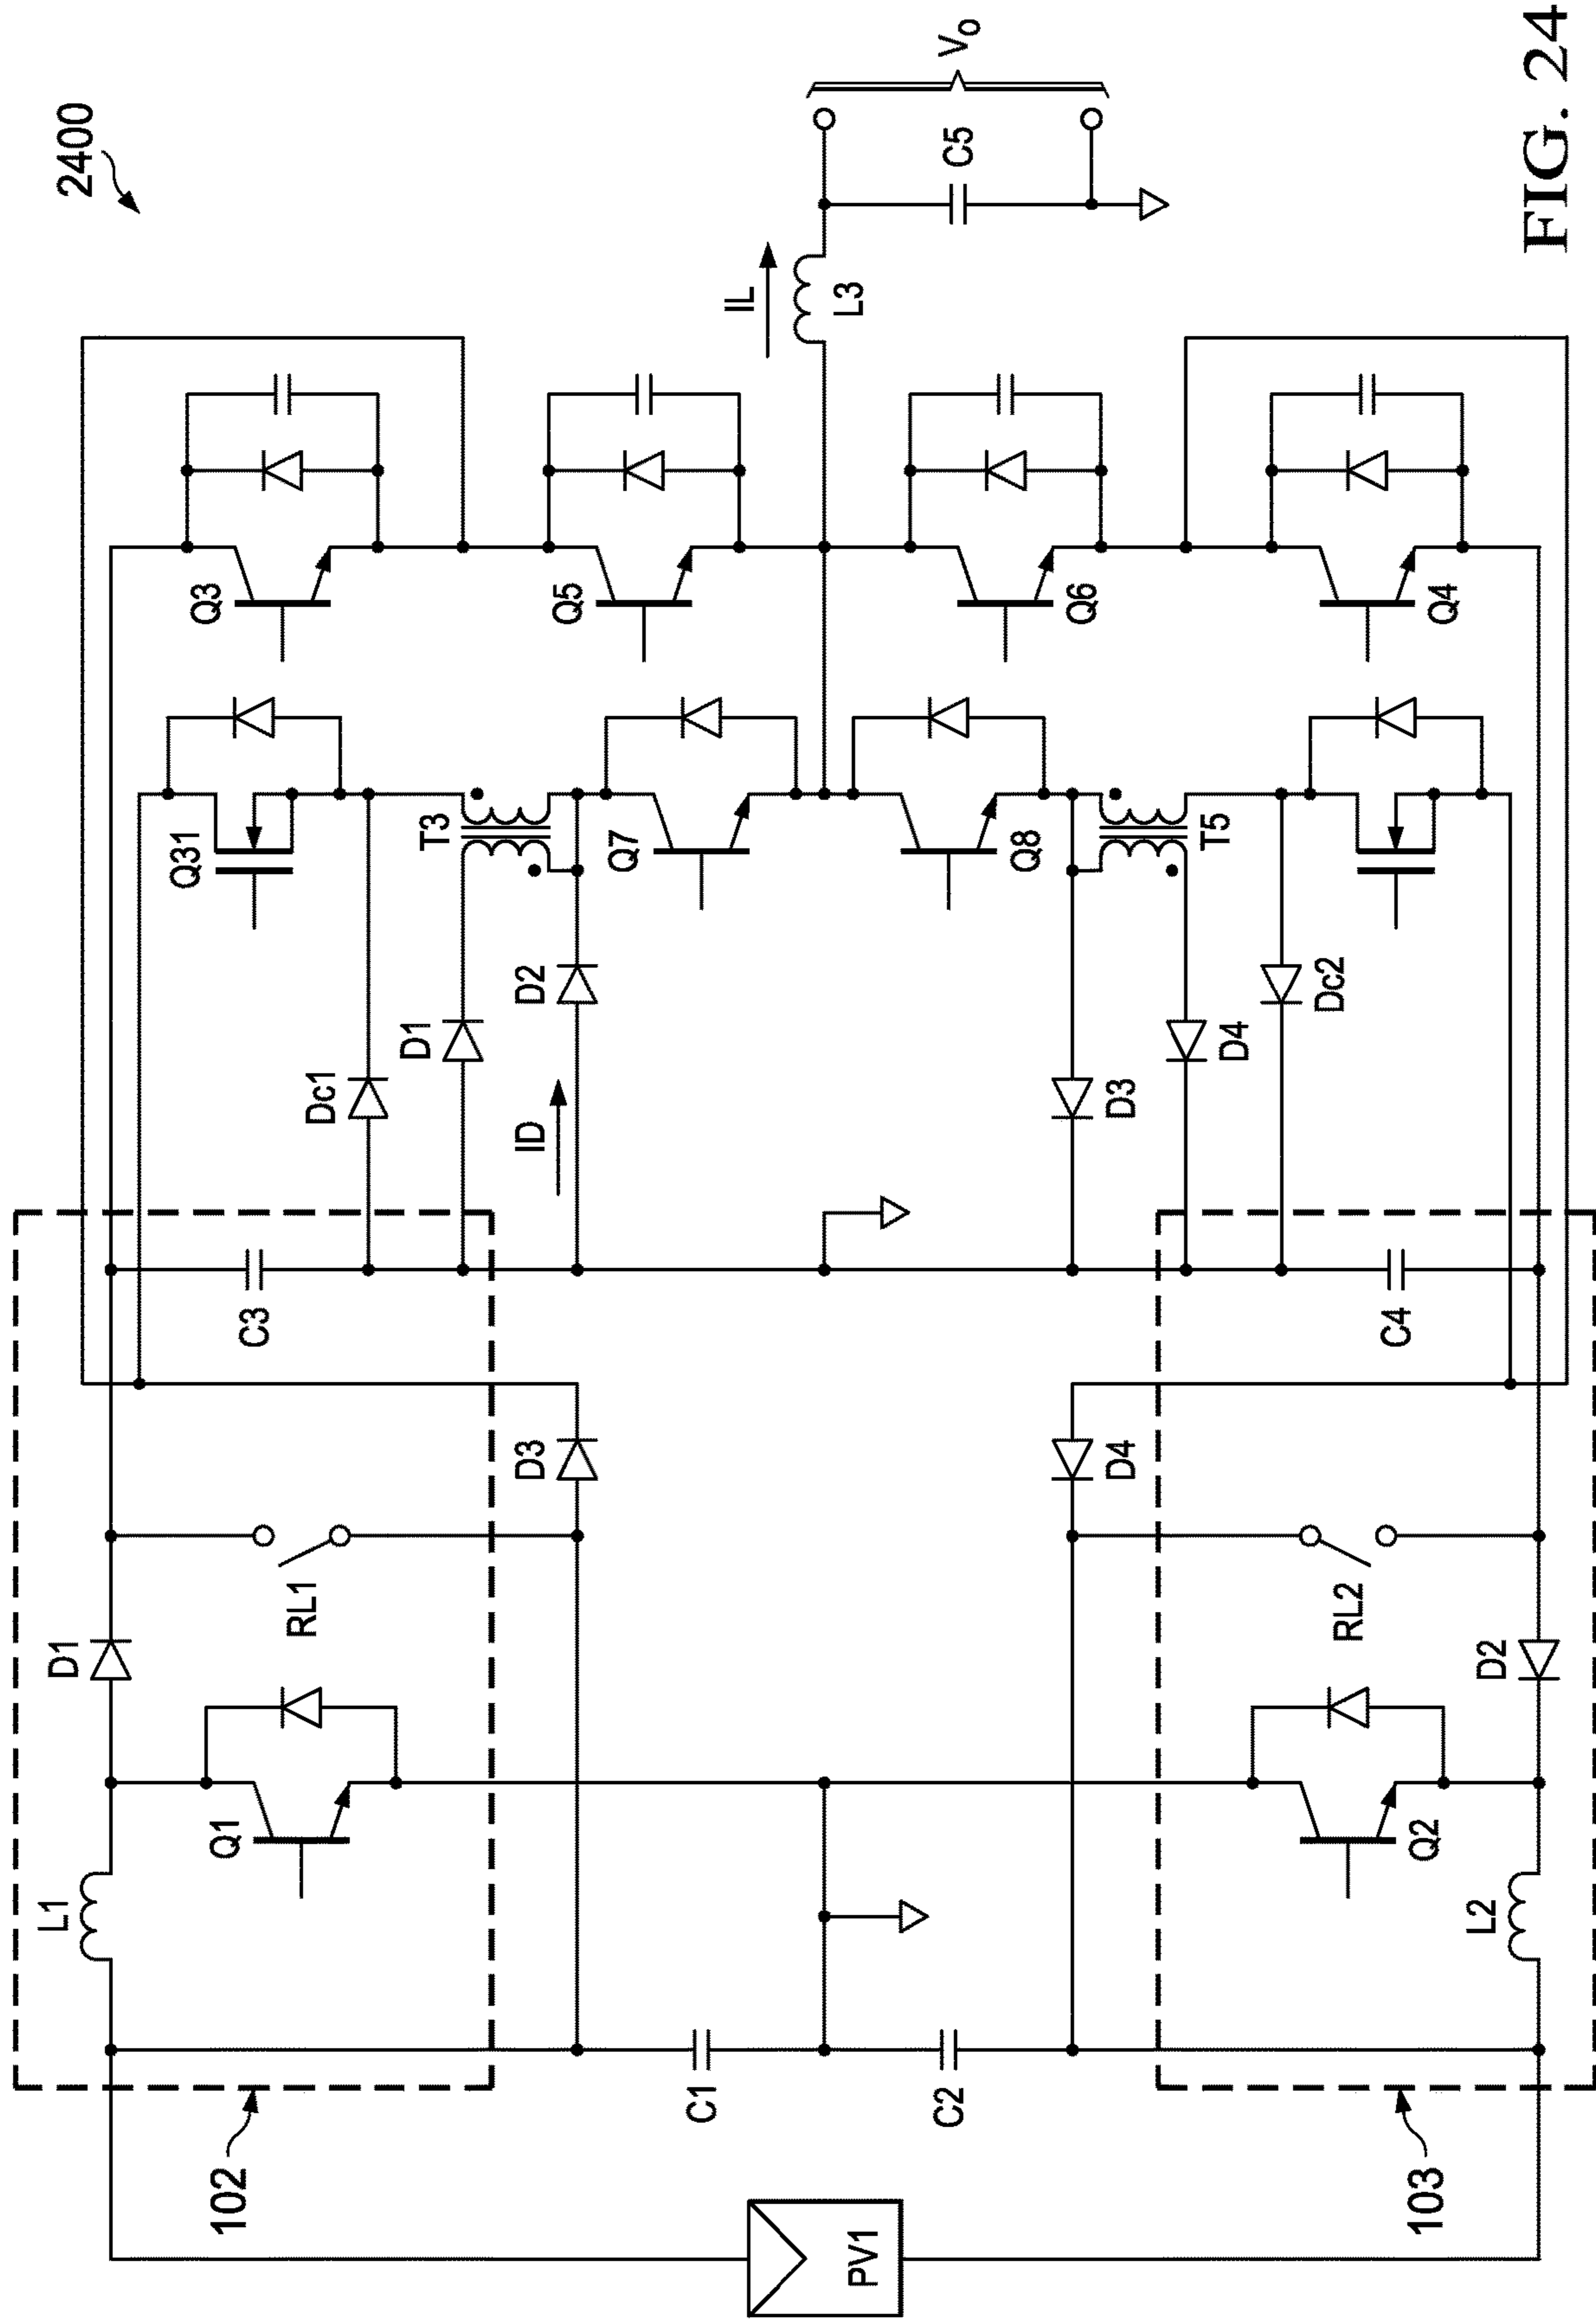 2400
102
L1
D1
Q1
RL1
C3
D3
Dc1
D1
ID
D2
Q31
T3
Q7
Q3
Q5
IL
L3
C5
Vo
PV1
C1
C2
D4
D3
D4
Dc2
Q8
T5
Q6
Q4
103
L2
Q2
D2
RL2
C4
FIG. 24